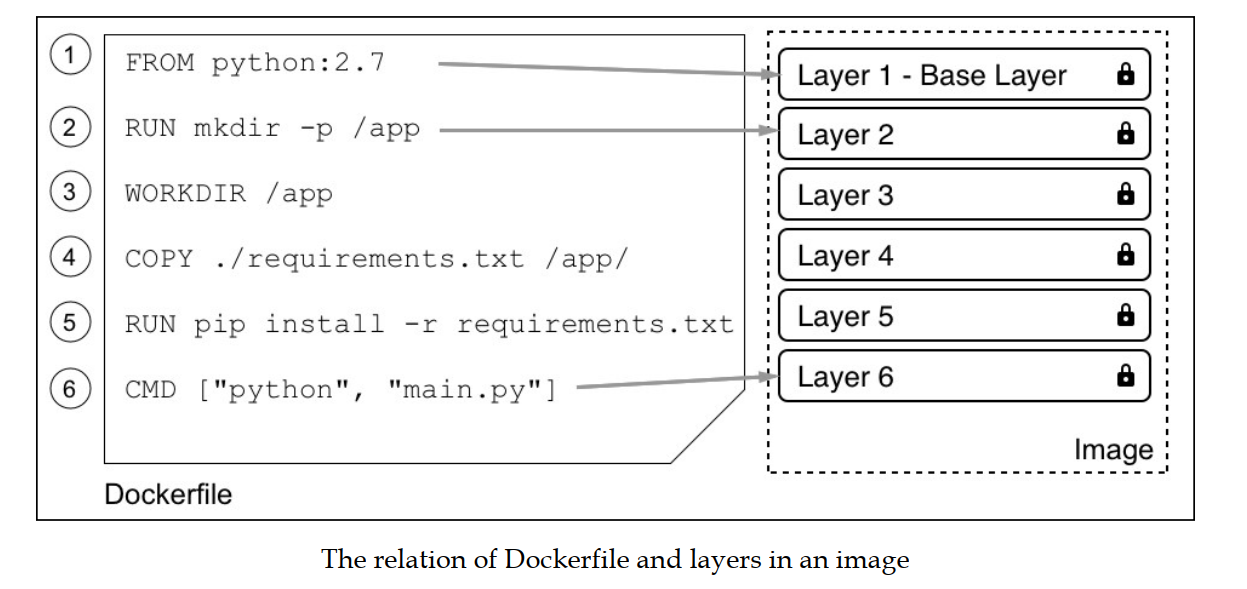 1 FROM python:2.7
2 RUN mkdir -p /app
3 WORKDIR /app
4 COPY ./requirements.txt /app/
5 RUN pip install -r requirements.txt
6 CMD ["python", "main.py"]
Dockerfile
Layer 1 - Base Layer
Layer 2
Layer 3
Layer 4
Layer 5
Layer 6
Image
The relation of Dockerfile and layers in an image